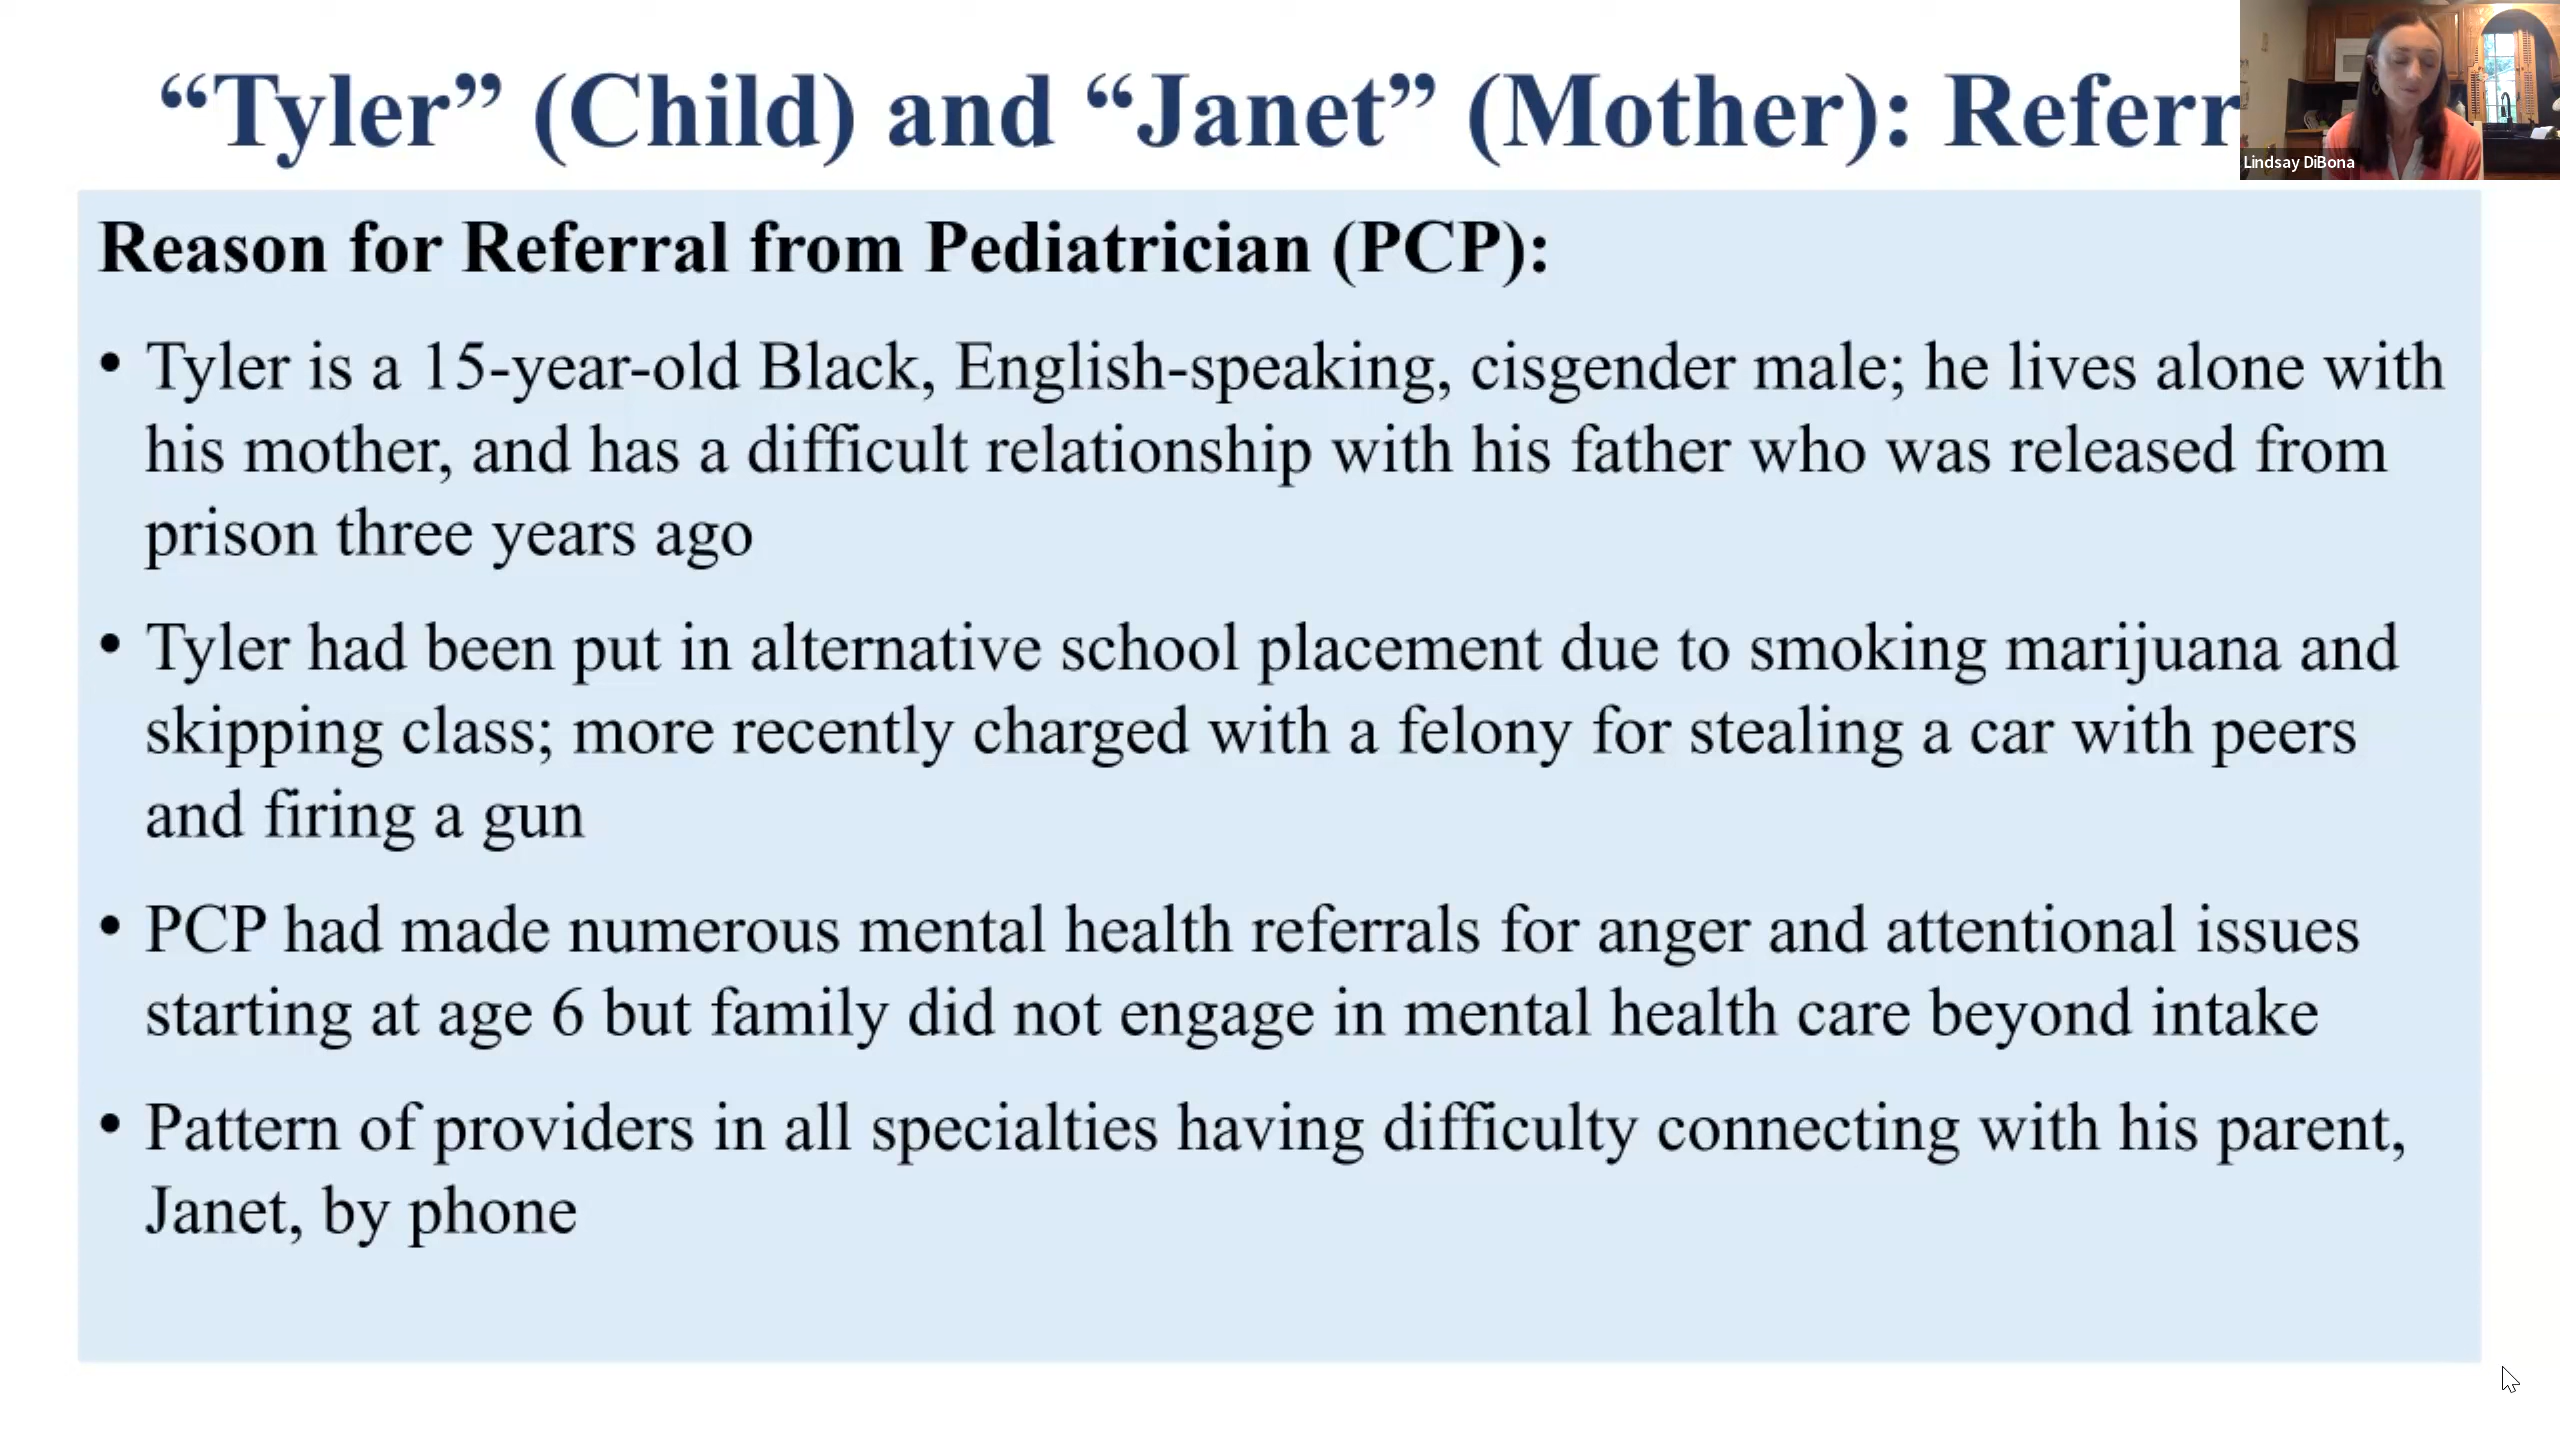 “Tyler” (Child) and “Janet” (Mother): Referr
Lindsay DiBona
Reason for Referral from Pediatrician (PCP):
• Tyler is a 15-year-old Black, English-speaking, cisgender male; he lives alone with
his mother, and has a difficult relationship with his father who was released from
prison three years ago
• Tyler had been put in alternative school placement due to smoking marijuana and
skipping class; more recently charged with a felony for stealing a car with peers
and firing a gun
• PCP had made numerous mental health referrals for anger and attentional issues
starting at age 6 but family did not engage in mental health care beyond intake
• Pattern of providers in all specialties having difficulty connecting with his parent,
Janet, by phone